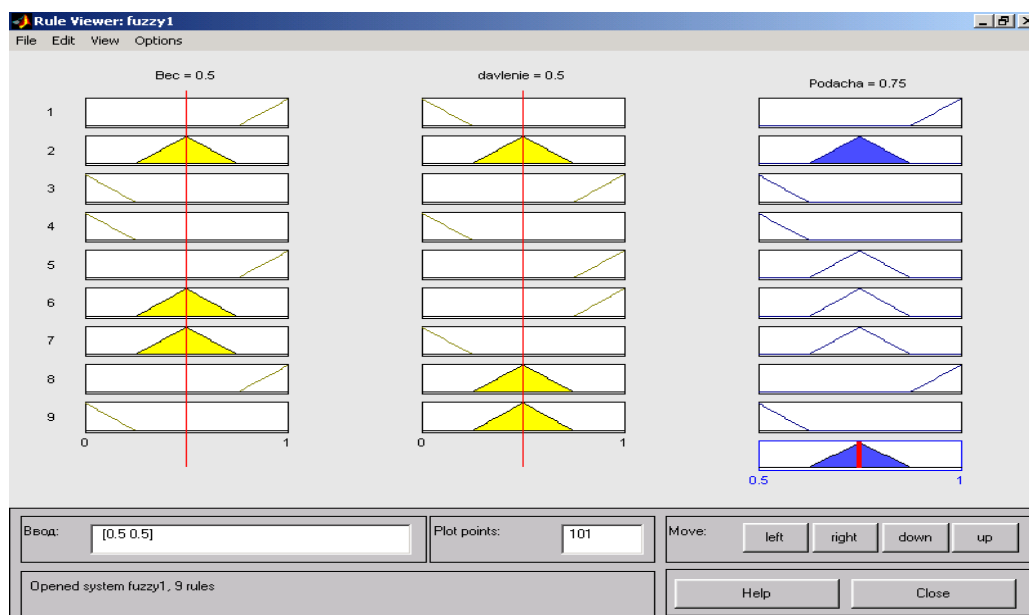 Rule Viewer: fuzzy1
File Edit View Options
Вес = 0.5
davlenie = 0.5
Podacha = 0.75
1
2
3
4
5
6
7
8
9
0 1
0 1
0.5 1
Ввод: [0.5 0.5]
Plot points: 101
Move: left right down up
Opened system fuzzy1, 9 rules
Help Close